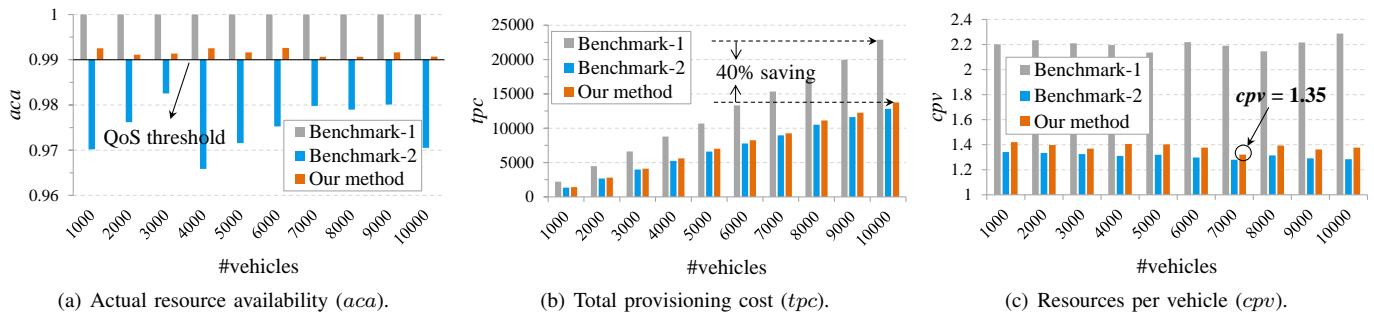 1
0.99
0.98
0.97
0.96
aca
QoS threshold
Benchmark-1
Benchmark-2
Our method
1000
2000
3000
4000
5000
6000
7000
8000
9000
10000
#vehicles
(a) Actual resource availability (aca).
25000
20000
15000
10000
5000
0
tpc
Benchmark-1
Benchmark-2
Our method
40% saving
1000
2000
3000
4000
5000
6000
7000
8000
9000
10000
#vehicles
(b) Total provisioning cost (tpc).
2.4
2.2
2
1.8
1.6
1.4
1.2
1
cpv
Benchmark-1
Benchmark-2
Our method
cpv = 1.35
1000
2000
3000
4000
5000
6000
7000
8000
9000
10000
#vehicles
(c) Resources per vehicle (cpv).